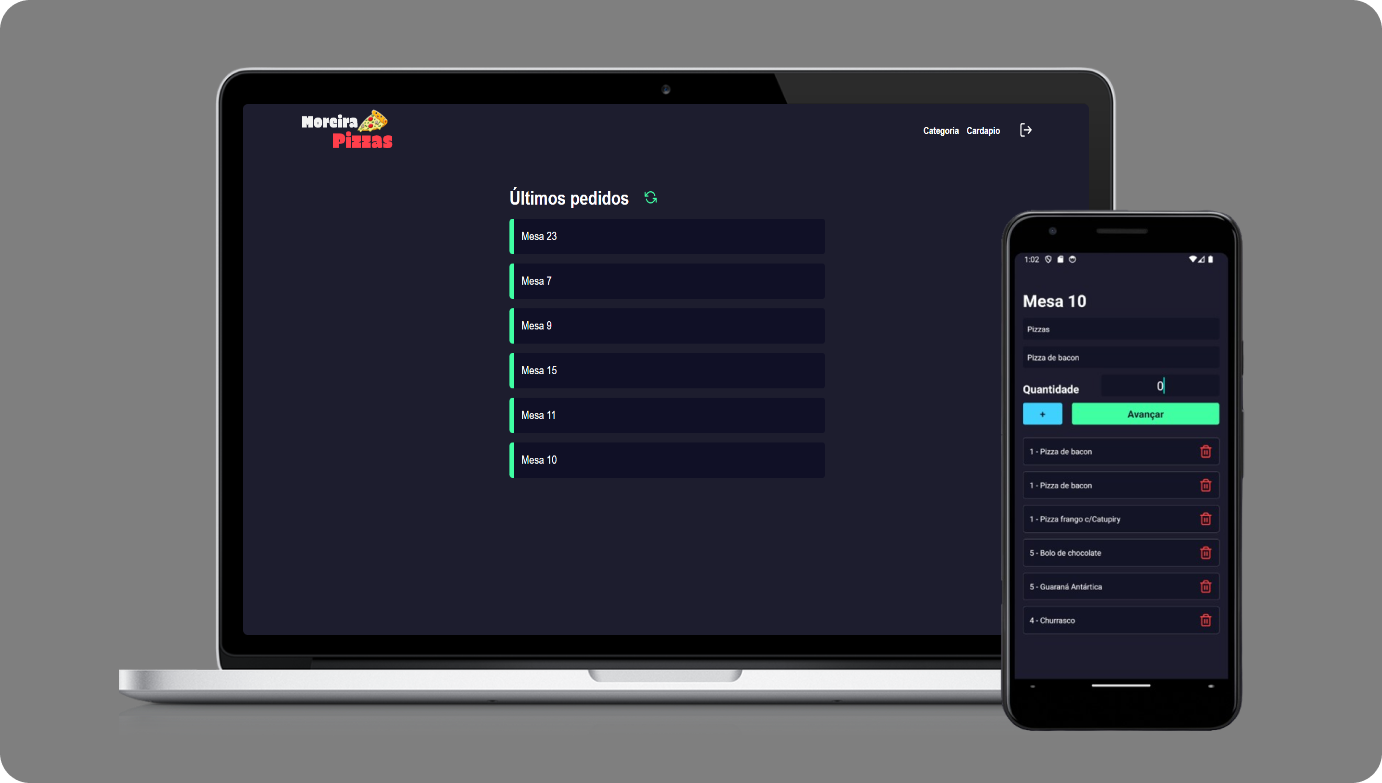 Moreira
Pizzas
Categoria Cardapio
Últimos pedidos
Mesa 23
Mesa 7
Mesa 9
Mesa 15
Mesa 11
Mesa 10
1:02
Mesa 10
Pizzas
Pizza de bacon
Quantidade 0
+ Avançar
1 - Pizza de bacon
1 - Pizza de bacon
1 - Pizza frango c/Catupiry
5 - Bolo de chocolate
5 - Guaraná Antártica
4 - Churrasco